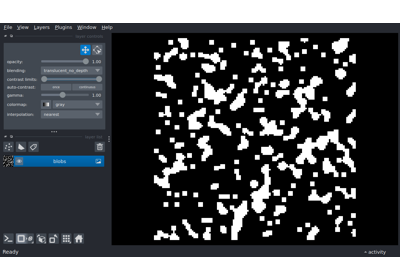 File View Layers Plugins Window Help
opacity: 1.00
blending: translucent_no_depth
contrast limits:
auto-contrast: once continuous
gamma: 1.00
colormap: gray
interpolation: nearest
blobs
Ready activity